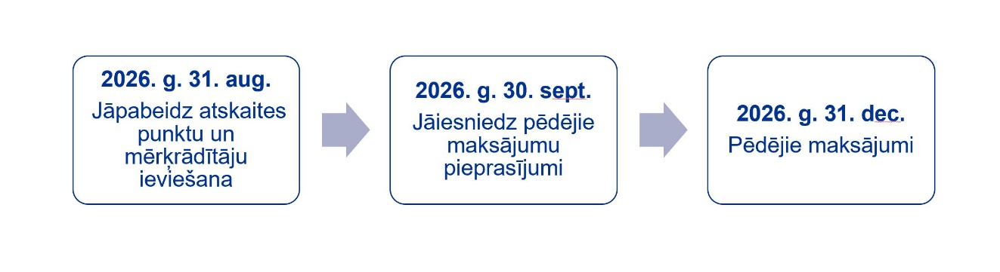 2026. g. 31. aug.
Jāpabeidz atskaites
punktu un
mērķrādītāju
ieviešana
2026. g. 30. sept.
Jāiesniedz pēdējie
maksājumu
pieprasījumi
2026. g. 31. dec.
Pēdējie maksājumi